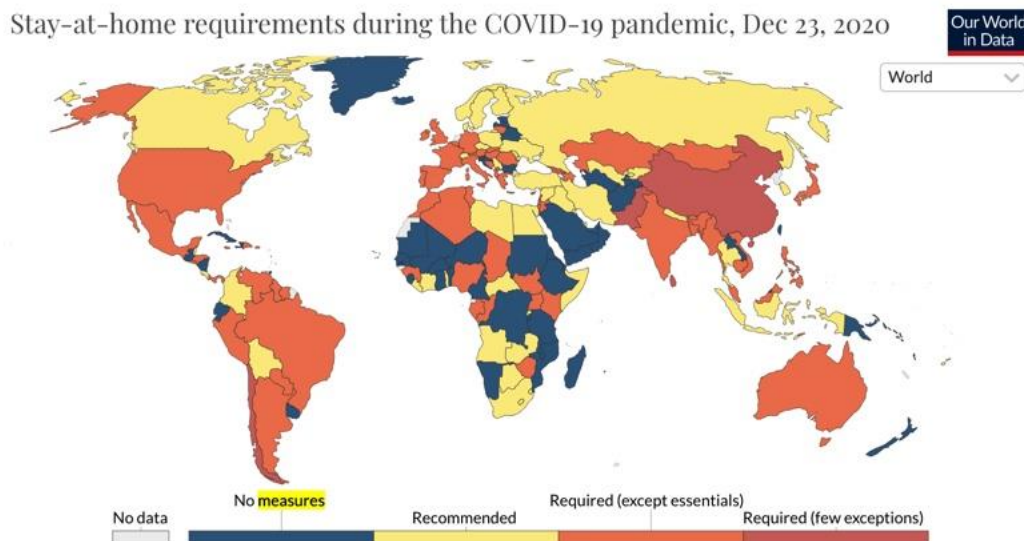 Stay-at-home requirements during the COVID-19 pandemic, Dec 23, 2020
Our World
in Data
World
No measures
Required (except essentials)
No data
Recommended
Required (few exceptions)